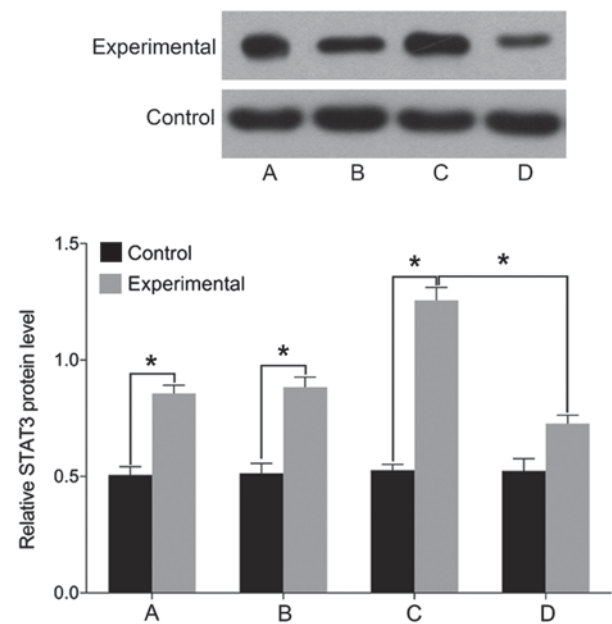 Experimental
Control
A B C D
1.5
Control
Experimental
* *
1.0
* *
0.5
0.0
Relative STAT3 protein level
A B C D